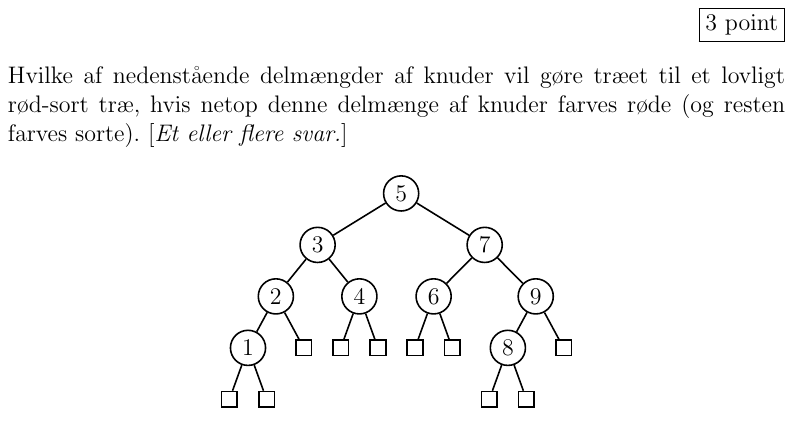 3 point
Hvilke af nedenstående delmængder af knuder vil gøre træet til et lovligt
rød-sort træ, hvis netop denne delmænge af knuder farves røde (og resten
farves sorte). [Et eller flere svar.]
5
3 7
2 4 6 9
1 8